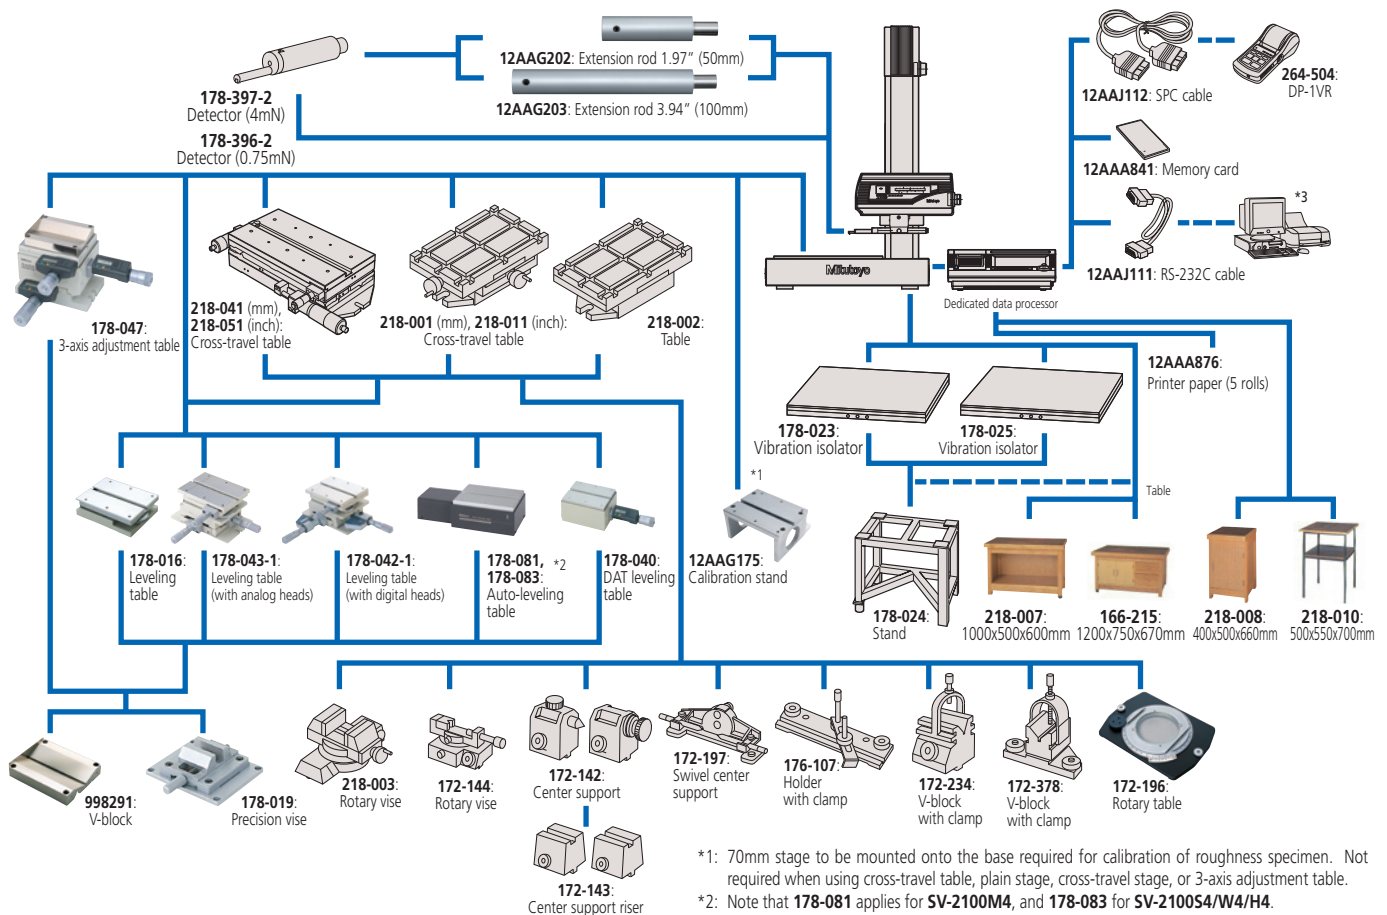 12AAG202: Extension rod 1.97" (50mm)
12AAG203: Extension rod 3.94" (100mm)
178-397-2
Detector (4mN)
178-396-2
Detector (0.75mN)
12AAJ112: SPC cable
264-504:
DP-1VR
12AAA841: Memory card
*3
12AAJ111: RS-232C cable
Mitutoyo
Mitutoyo
Dedicated data processor
178-047:
3-axis adjustment table
218-041 (mm),
218-051 (inch):
Cross-travel table
218-001 (mm), 218-011 (inch):
Cross-travel table
218-002:
Table
12AAA876:
Printer paper (5 rolls)
178-023:
Vibration isolator
178-025:
Vibration isolator
Table
*1
178-016:
Leveling
table
178-043-1:
Leveling table
(with analog heads)
178-042-1:
Leveling table
(with digital heads)
178-081, *2
178-083:
Auto-leveling
table
178-040:
DAT leveling
table
12AAG175:
Calibration stand
178-024:
Stand
218-007:
1000x500x600mm
166-215:
1200x750x670mm
218-008:
400x500x660mm
218-010:
500x550x700mm
998291:
V-block
178-019:
Precision vise
218-003:
Rotary vise
172-144:
Rotary vise
172-142:
Center support
172-197:
Swivel center
support
176-107:
Holder
with clamp
172-234:
V-block
with clamp
172-378:
V-block
with clamp
172-196:
Rotary table
172-143:
Center support riser
*1: 70mm stage to be mounted onto the base required for calibration of roughness specimen. Not
required when using cross-travel table, plain stage, cross-travel stage, or 3-axis adjustment table.
*2: Note that 178-081 applies for SV-2100M4, and 178-083 for SV-2100S4/W4/H4.